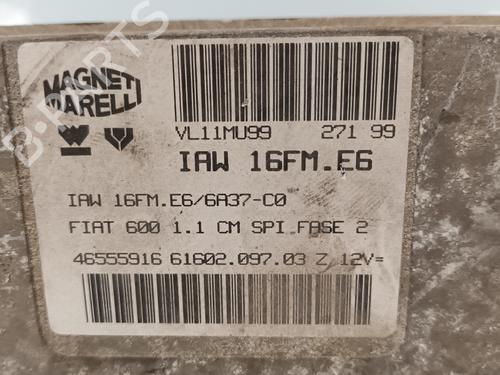 MAGNETI
MARELLI
VL11MU99 271 99
IAW 16FM.E6
IAW 16FM.E6/6A37-C0
FIAT 600 1.1 CM SPI FASE 2
46555916 61602.097.03 Z 12V=
B-PARTS